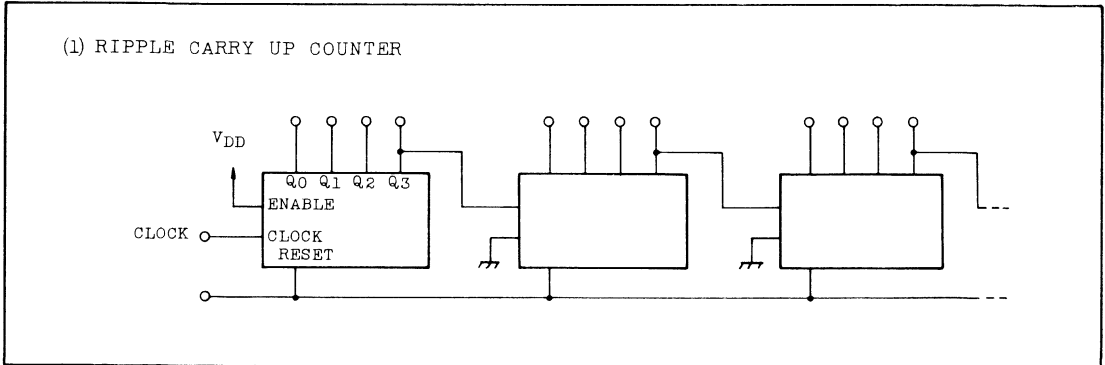 (1) RIPPLE CARRY UP COUNTER
VDD
Q0 Q1 Q2 Q3
ENABLE
CLOCK
CLOCK
RESET